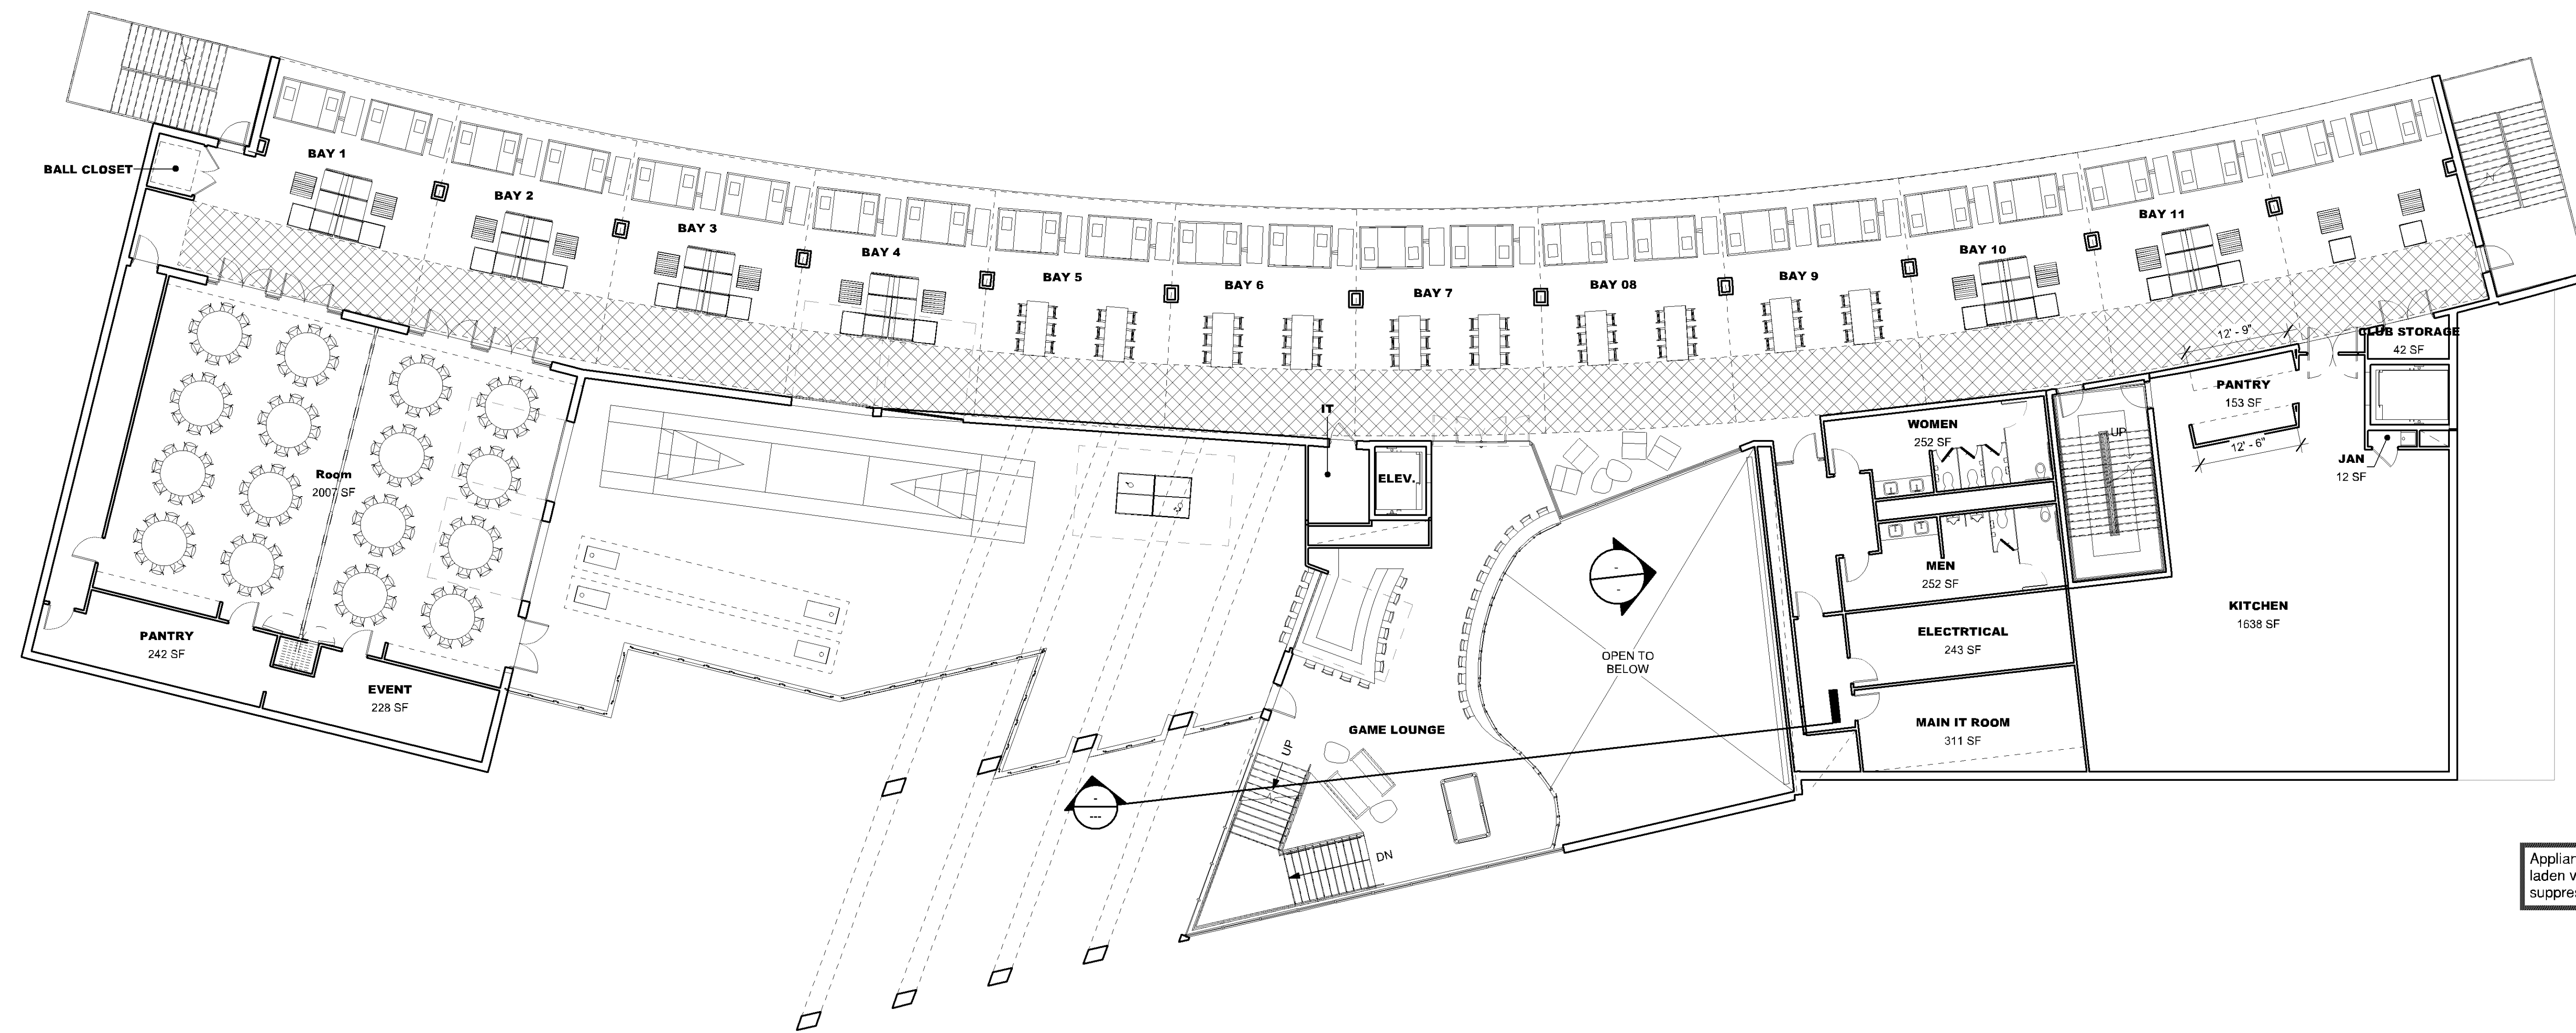 BALL CLOSET
BAY 1
BAY 2
BAY 3
BAY 4
BAY 5
BAY 6
BAY 7
BAY 08
BAY 9
BAY 10
BAY 11
12' - 9"
CLUB STORAGE
42 SF
PANTRY
153 SF
12' - 6"
JAN
12 SF
IT
ELEV.
WOMEN
252 SF
UP
Room
2007 SF
MEN
252 SF
-
-
OPEN TO
BELOW
KITCHEN
1638 SF
ELECTRTICAL
243 SF
PANTRY
242 SF
EVENT
228 SF
GAME LOUNGE
MAIN IT ROOM
311 SF
UP
-
---
DN
Applian
laden v
suppres